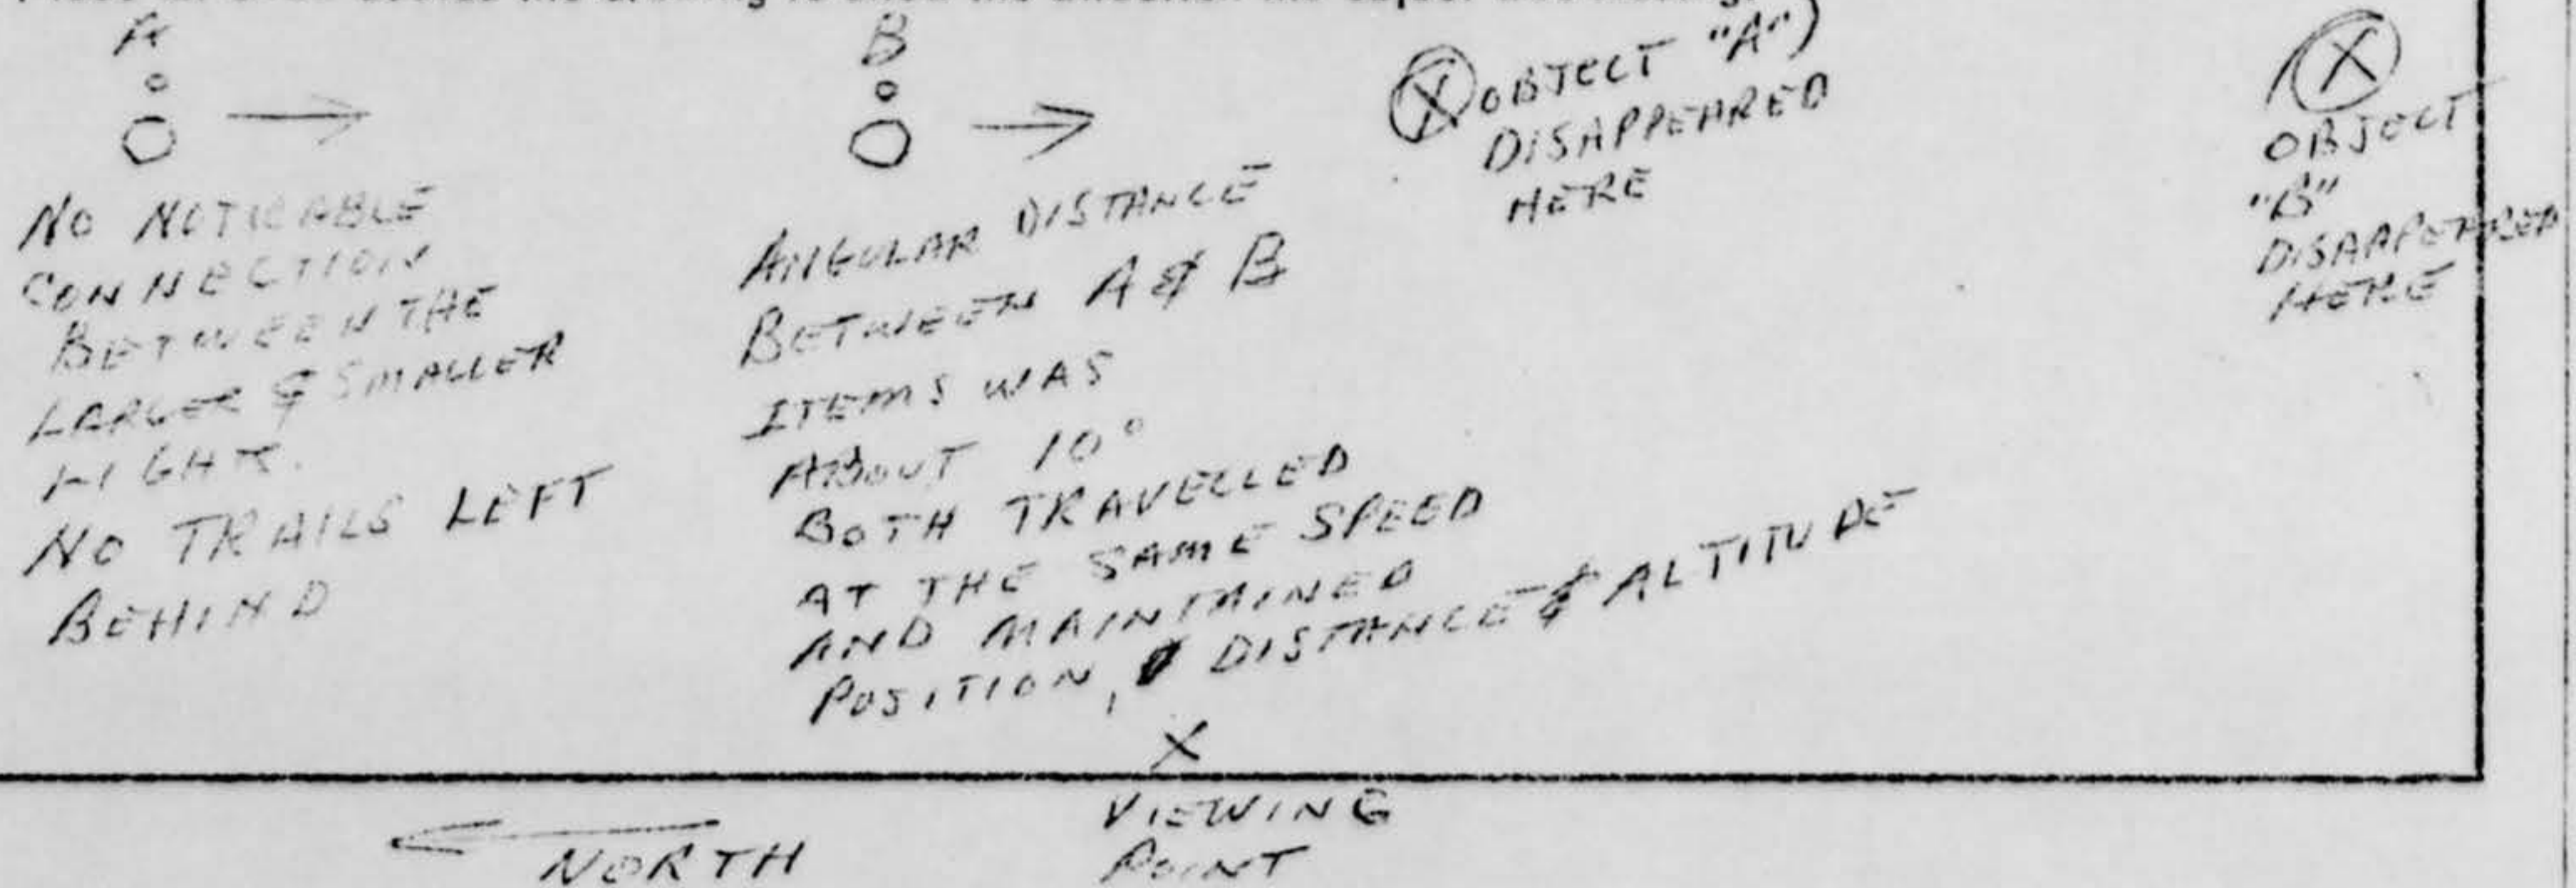 A
NO NOTICABLE
CONNECTION
BETWEEN THE
LARGER & SMALLER
LIGHT.
NO TRAILS LEFT
BEHIND
B
ANGULAR DISTANCE
BETWEEN A & B
ITEMS WAS
ABOUT 10°
BOTH TRAVELLED
AT THE SAME SPEED
AND MAINTAINED
POSITION, DISTANCE & ALTITUDE
X OBJECT "A")
DISAPPEARED
HERE
X
OBJECT
"B"
DISAPPEARED
HERE
X
VIEWING
POINT
NORTH